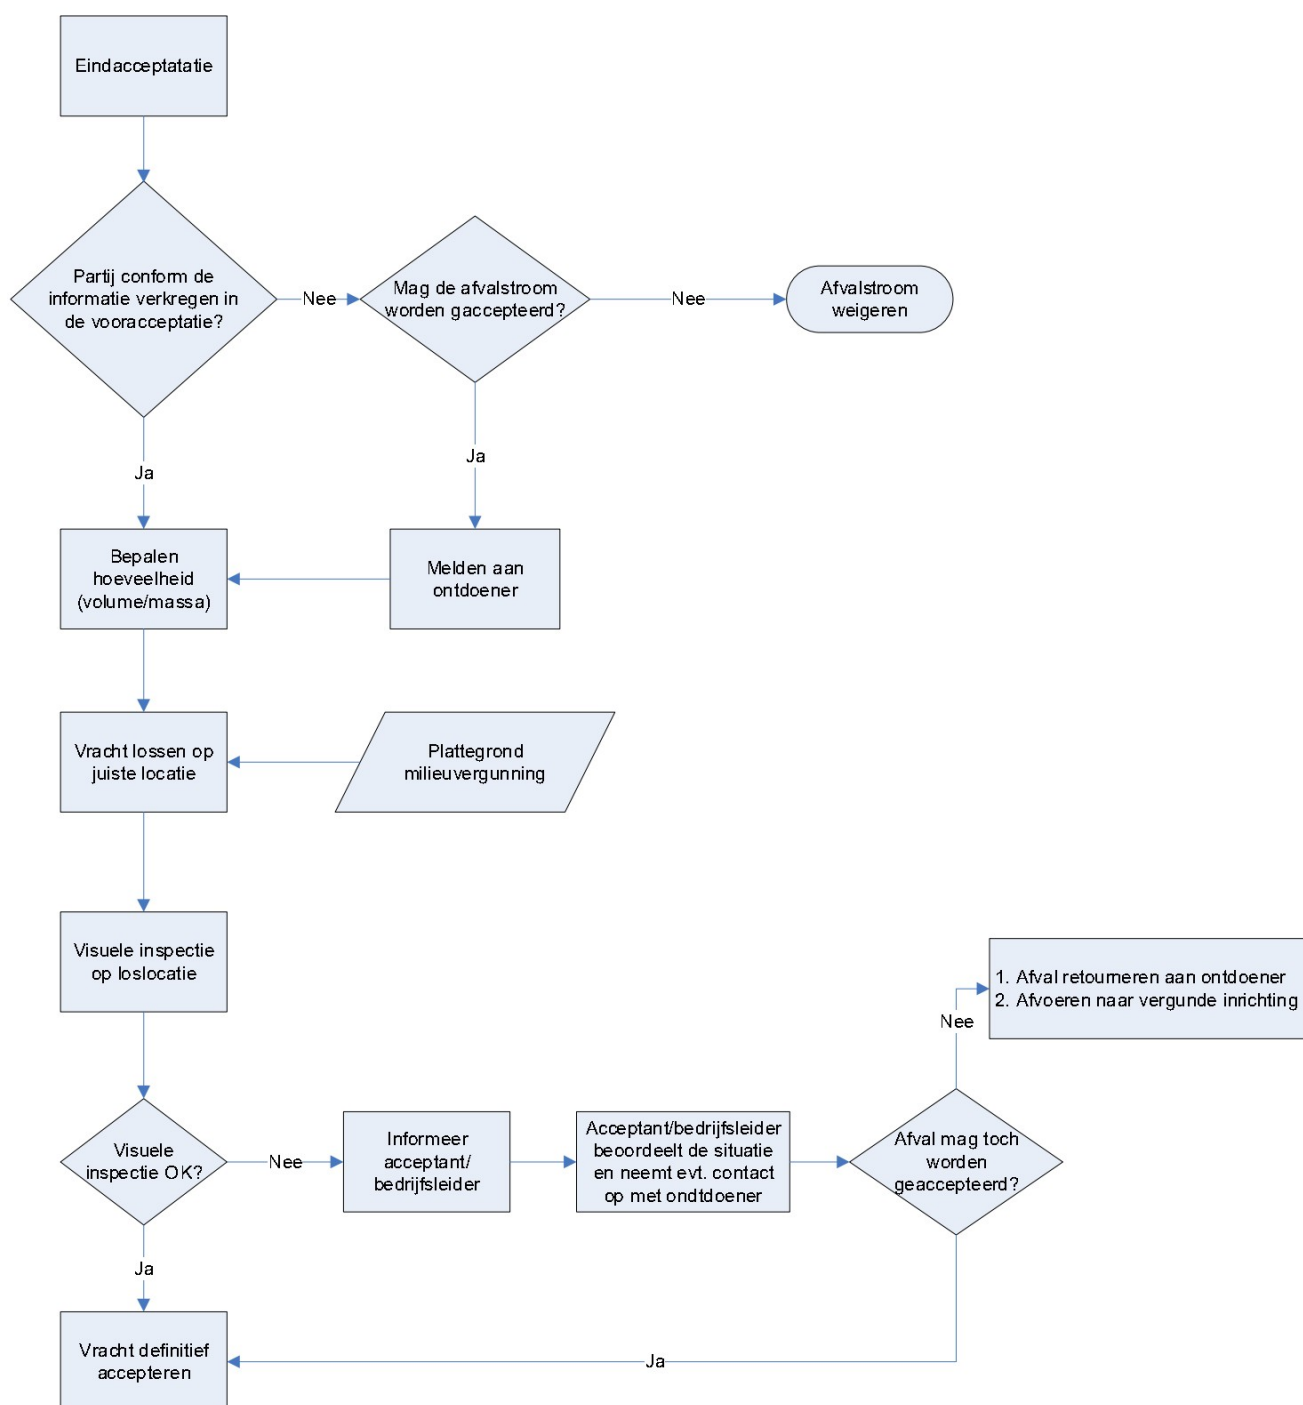 Eindacceptatatie
Partij conform de
informatie verkregen in
de vooracceptatie?
Nee
Mag de afvalstroom
worden gaccepteerd?
Nee
Afvalstroom
weigeren
Ja
Ja
Bepalen
hoeveelheid
(volume/massa)
Melden aan
ontdoener
Vracht lossen op
juiste locatie
Plattegrond
milieuvergunning
Visuele inspectie
op loslocatie
1. Afval retourneren aan ontdoener
2. Afvoeren naar vergunde inrichting
Nee
Visuele
inspectie OK?
Nee
Informeer
acceptant/
bedrijfsleider
Acceptant/bedrijfsleider
beoordeelt de situatie
en neemt evt. contact
op met ondtdoener
Afval mag toch
worden
geaccepteerd?
Ja
Vracht definitief
accepteren
Ja